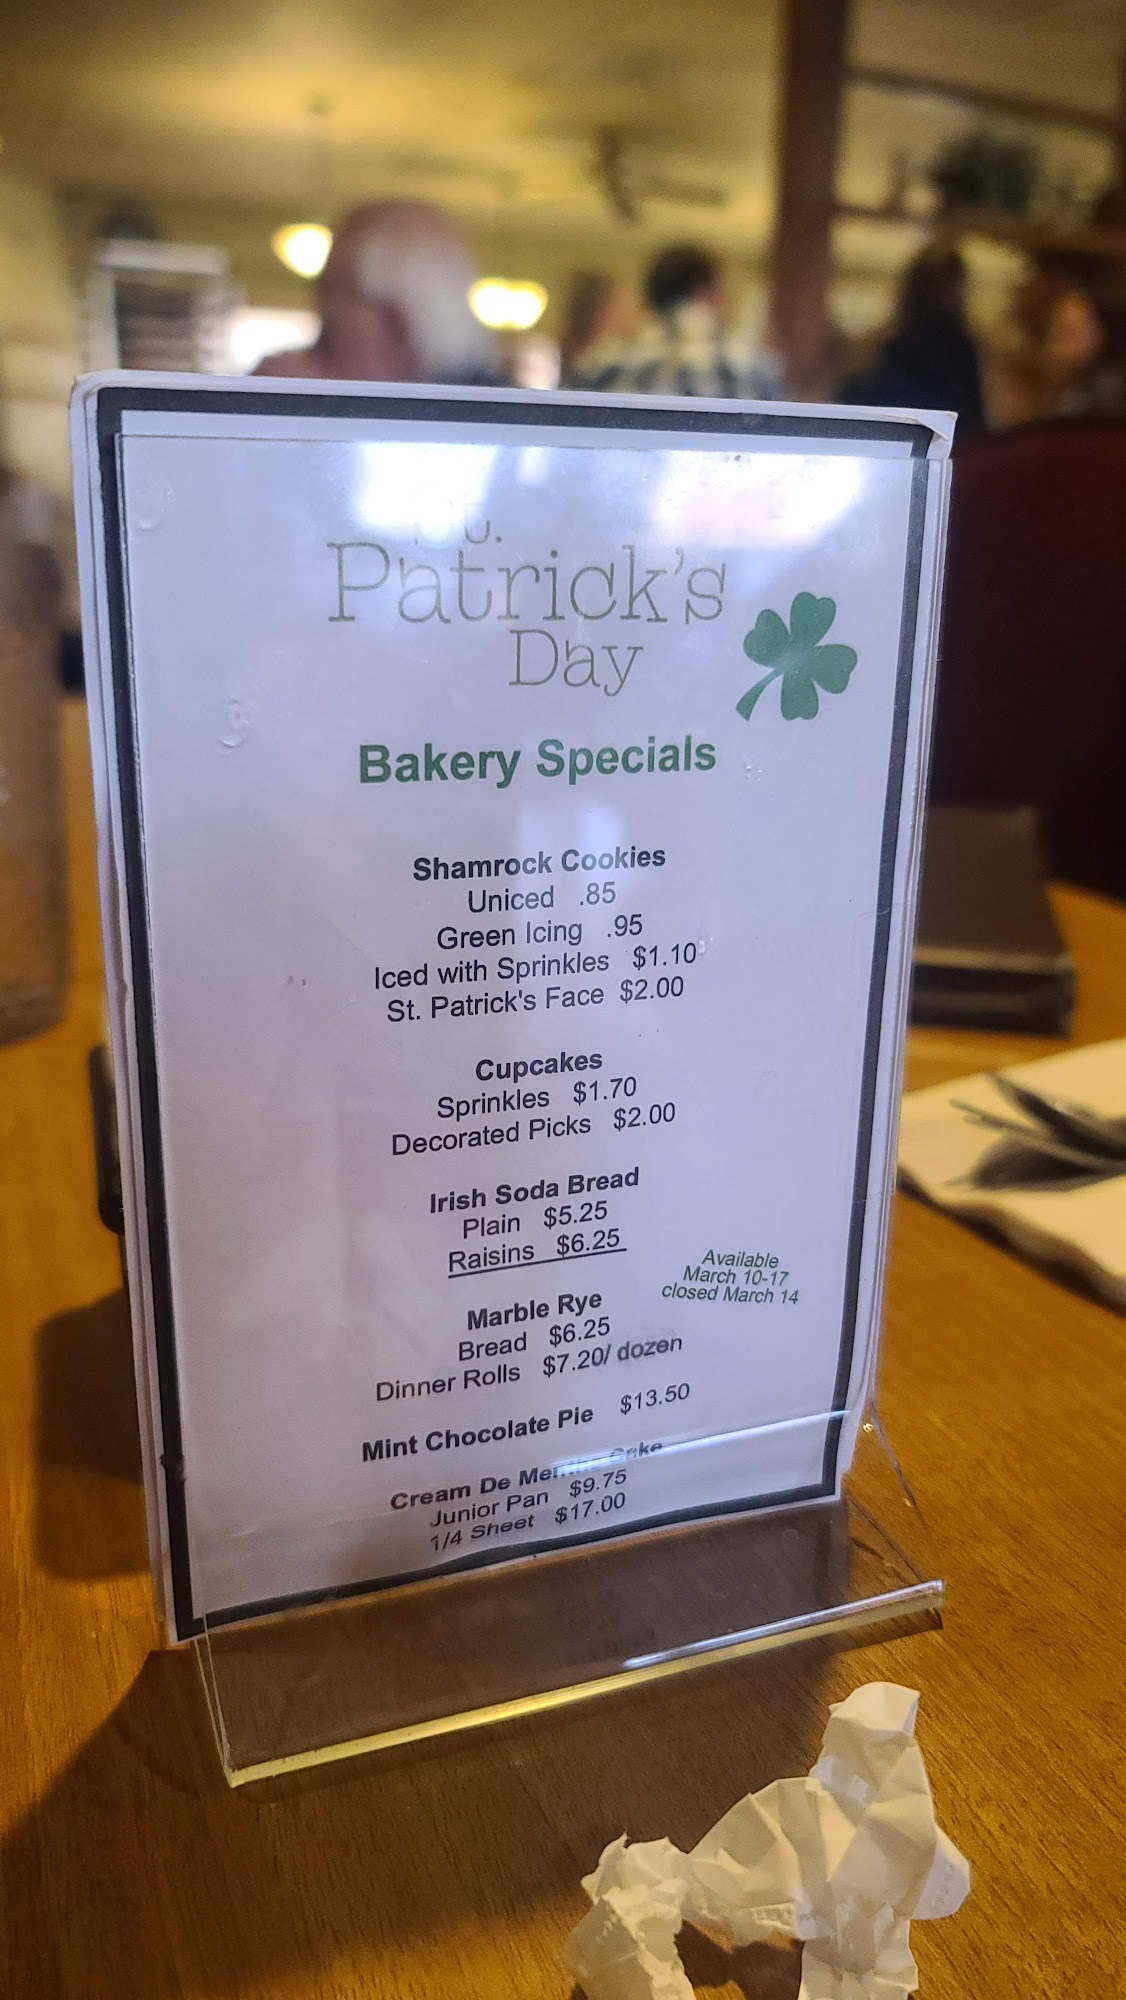 Patrick's
Day
Bakery Specials
Shamrock Cookies
Uniced .85
Green Icing .95
Iced with Sprinkles $1.10
St. Patrick's Face $2.00
Cupcakes
Sprinkles $1.70
Decorated Picks $2.00
Irish Soda Bread
Plain $5.25
Raisins $6.25
Available
March 10-17
closed March 14
Marble Rye
Bread $6.25
Dinner Rolls $7.20/ dozen
Mint Chocolate Pie $13.50
Cream De Cake
Junior Pan $9.75
1/4 Sheet $17.00